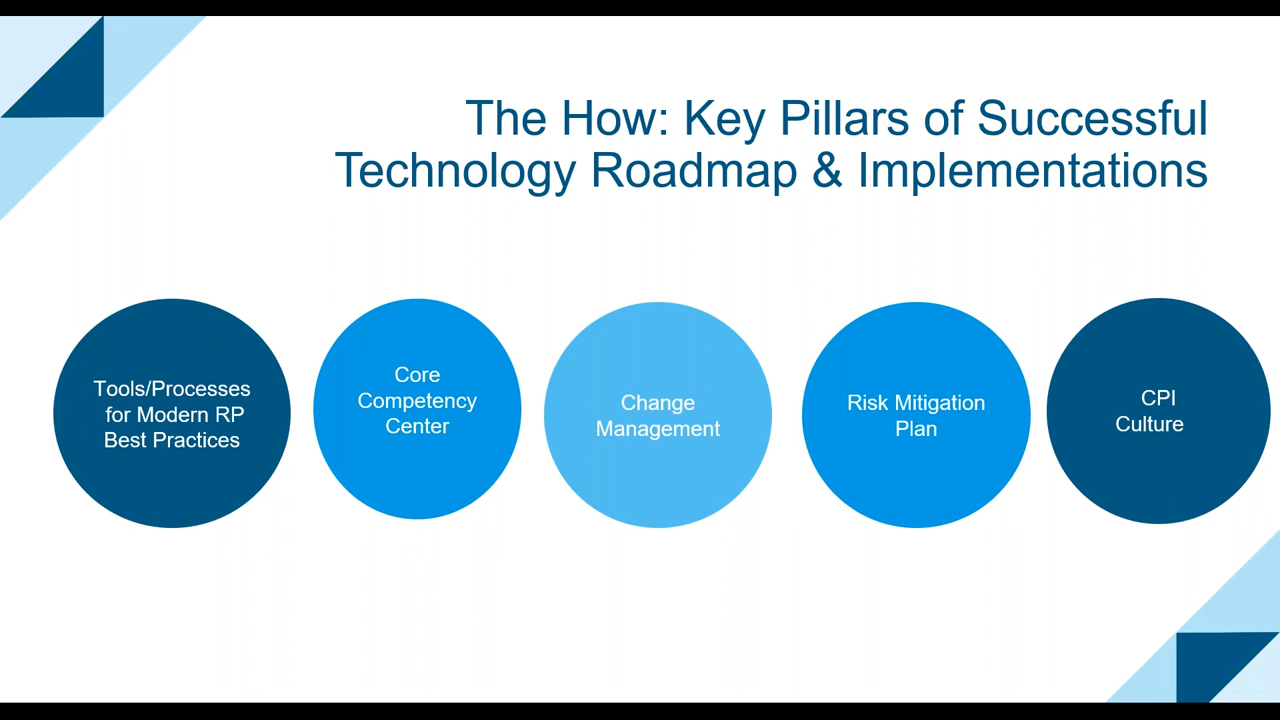 The How: Key Pillars of Successful
Technology Roadmap & Implementations
Tools/Processes
for Modern RP
Best Practices
Core
Competency
Center
Change
Management
Risk Mitigation
Plan
CPI
Culture